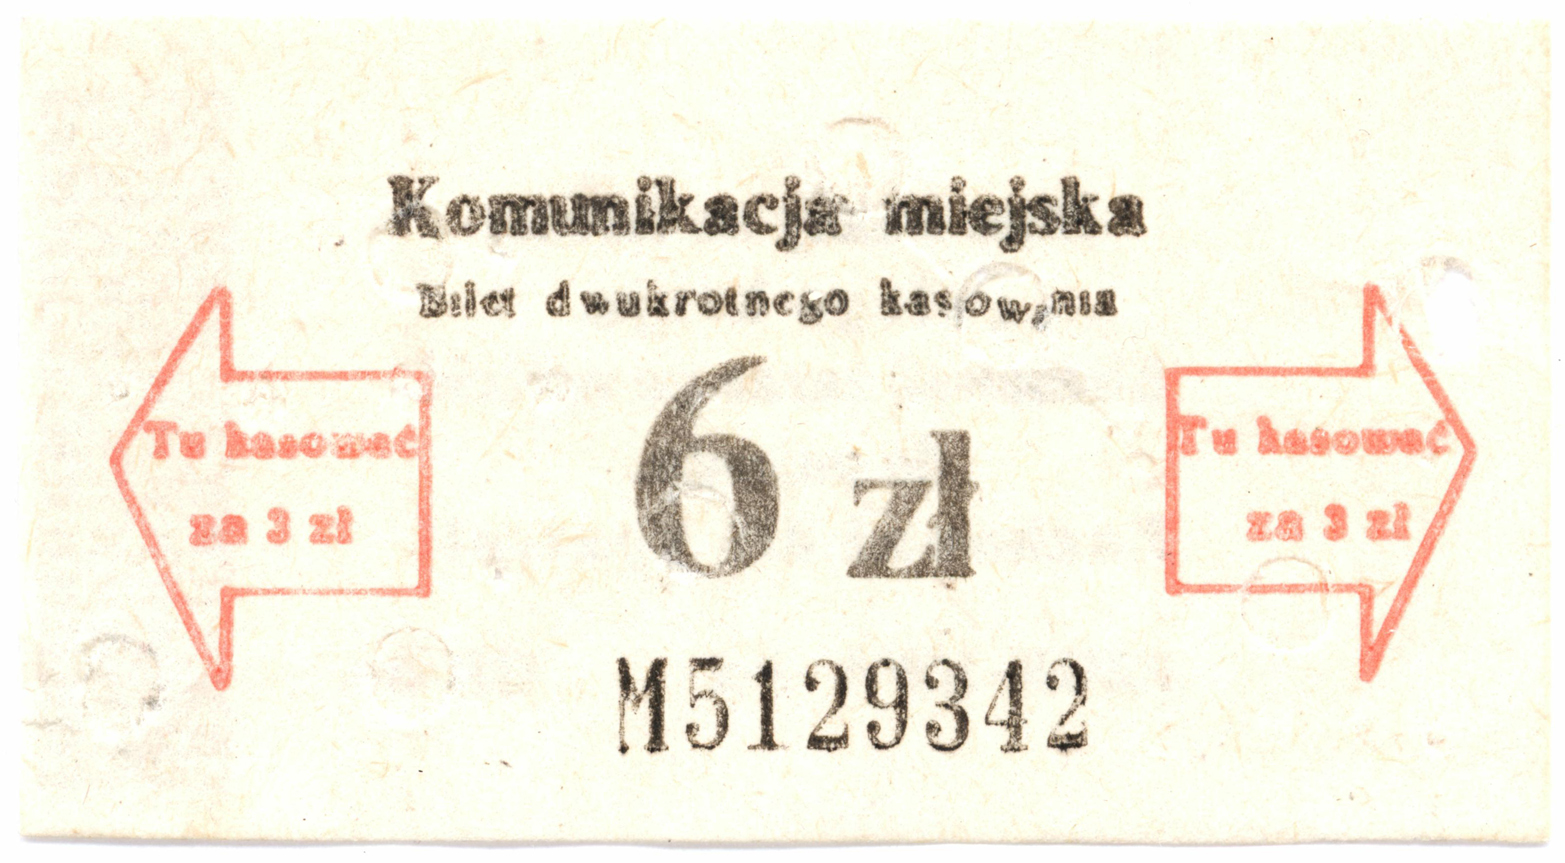 Komunikacja miejska
Bilet dwukrotnego kasowania
6 zł
Tu kasować
za 3 zł
Tu kasować
za 3 zł
M5129342